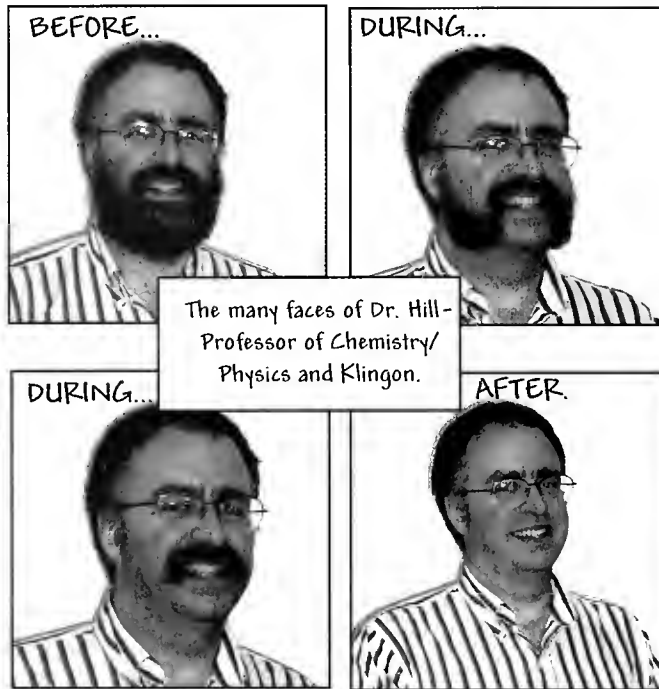 BEFORE...
DURING...
The many faces of Dr. Hill -
Professor of Chemistry/
Physics and Klingon.
DURING...
AFTER.